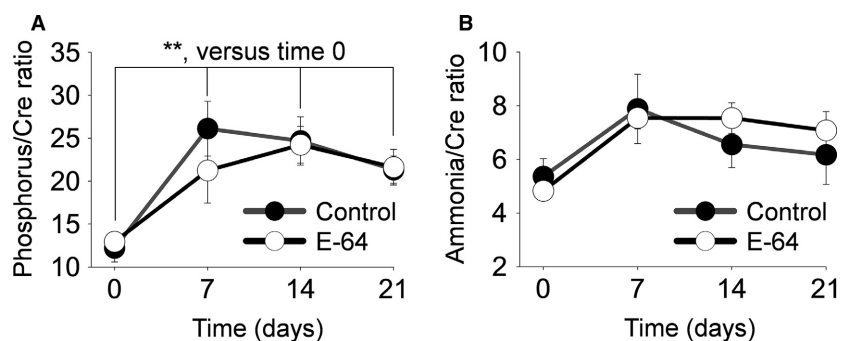 A
**, versus time 0
Phosphorus/Cre ratio
35
30
25
20
15
10
Control
E-64
0 7 14 21
Time (days)
B
Ammonia/Cre ratio
10
8
6
4
2
Control
E-64
0 7 14 21
Time (days)